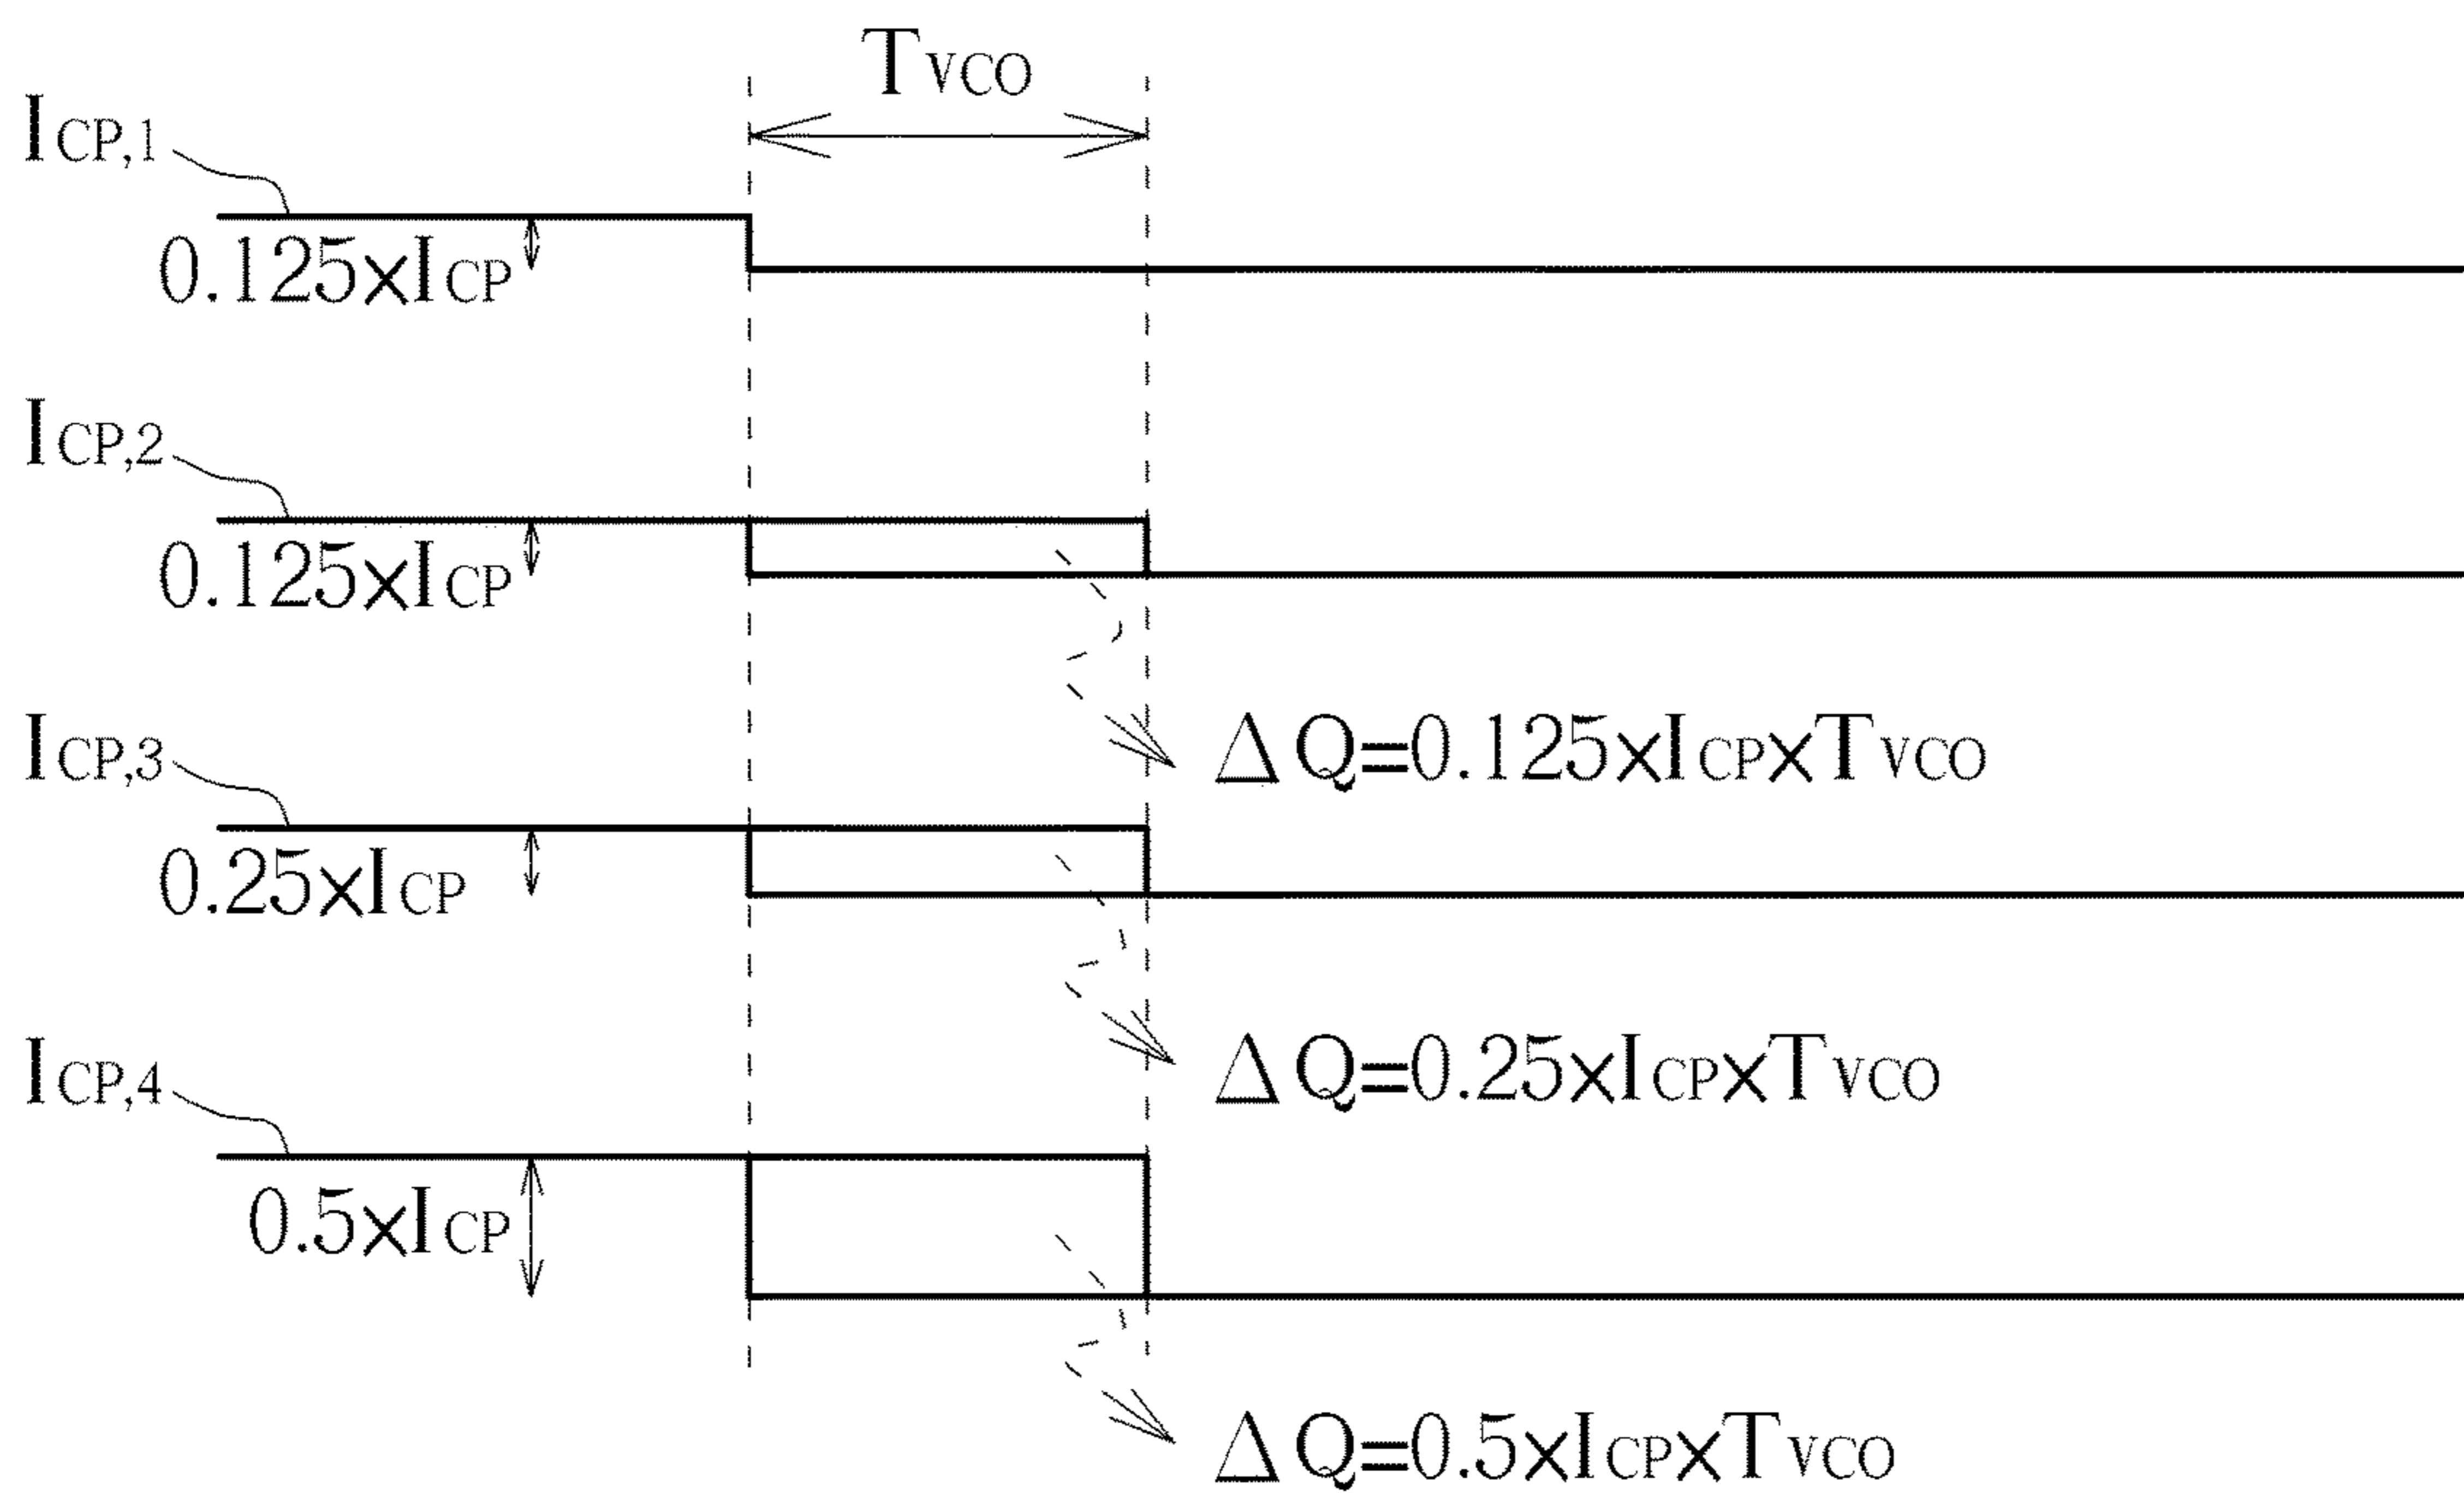 TVCO
ICP,1
0.125×ICP
ICP,2
0.125×ICP
ΔQ=0.125×ICP×TVCO
ICP,3
0.25×ICP
ΔQ=0.25×ICP×TVCO
ICP,4
0.5×ICP
ΔQ=0.5×ICP×TVCO